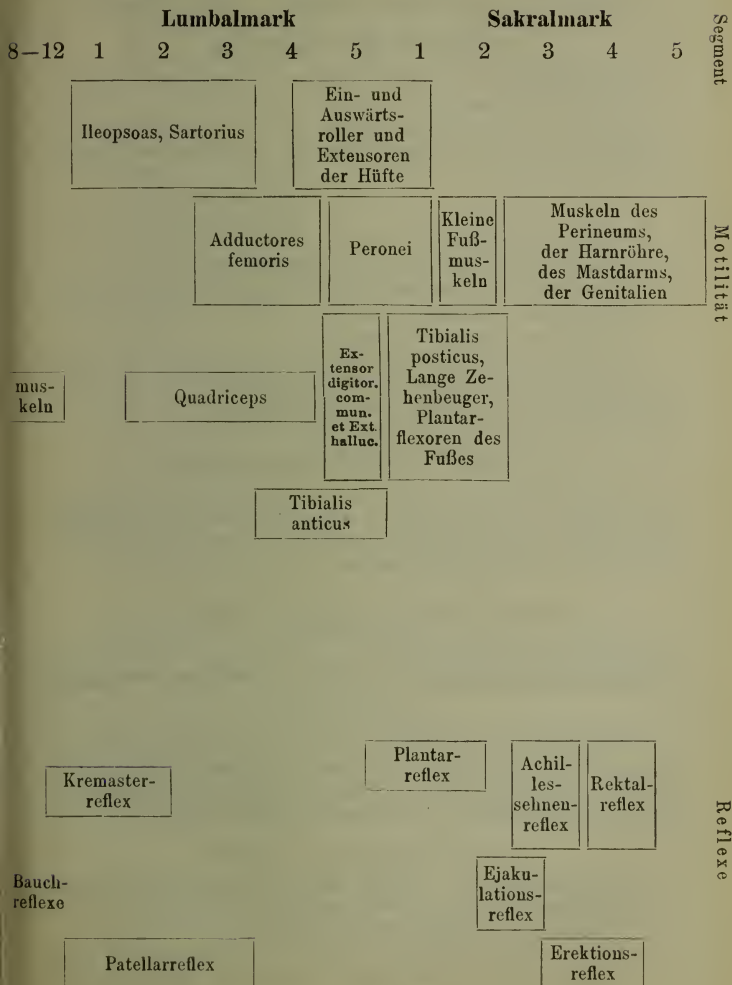 Lumbalmark Sakralmark
8–12 1 2 3 4 5 1 2 3 4 5
Segment
Ileopsoas, Sartorius
Ein- und
Auswärts-
roller und
Extensoren
der Hüfte
Adductores
femoris
Peronei
Kleine
Fuß-
mus-
keln
Muskeln des
Perineums,
der Harnröhre,
des Mastdarms,
der Genitalien
Motilität
mus-
keln
Quadriceps
Ex-
tensor
digitor.
com-
mun.
et Ext.
halluc.
Tibialis
posticus,
Lange Ze-
henbeuger,
Plantar-
flexoren des
Fußes
Tibialis
anticus
Kremaster-
reflex
Plantar-
reflex
Achil-
les-
sehnen-
reflex
Rektal-
reflex
Reflexe
Bauch-
reflexe
Ejaku-
lations-
reflex
Patellarreflex
Erektions-
reflex